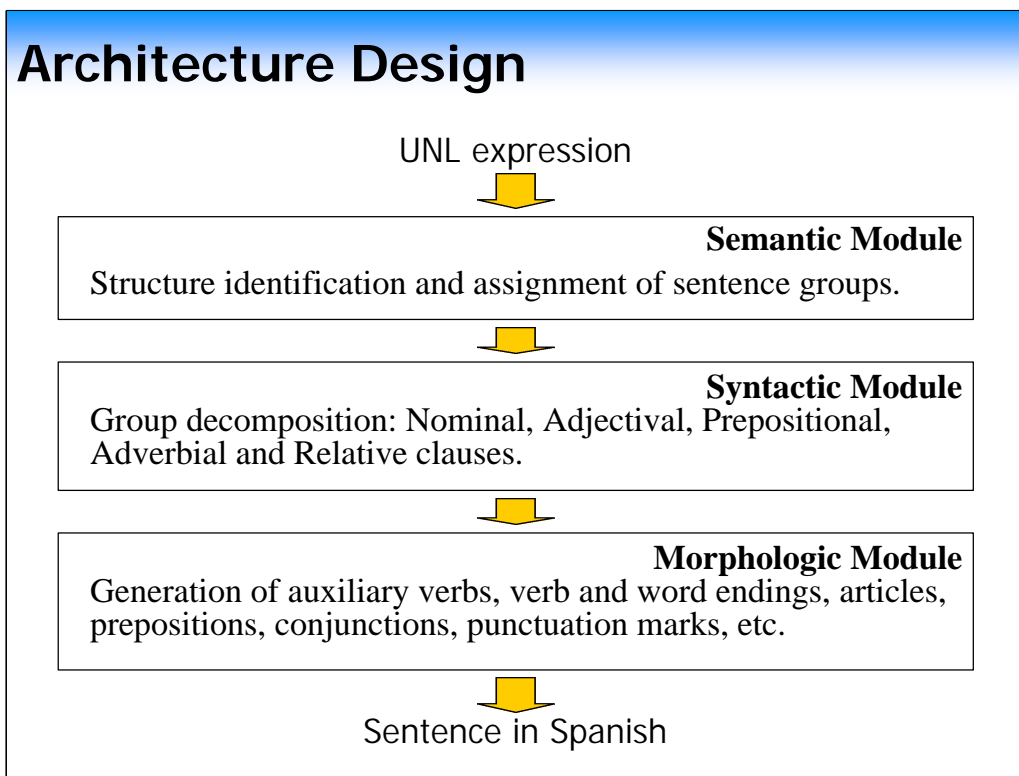 Architecture Design
UNL expression
Semantic Module
Structure identification and assignment of sentence groups.
Syntactic Module
Group decomposition: Nominal, Adjectival, Prepositional,
Adverbial and Relative clauses.
Morphologic Module
Generation of auxiliary verbs, verb and word endings, articles,
prepositions, conjunctions, punctuation marks, etc.
Sentence in Spanish